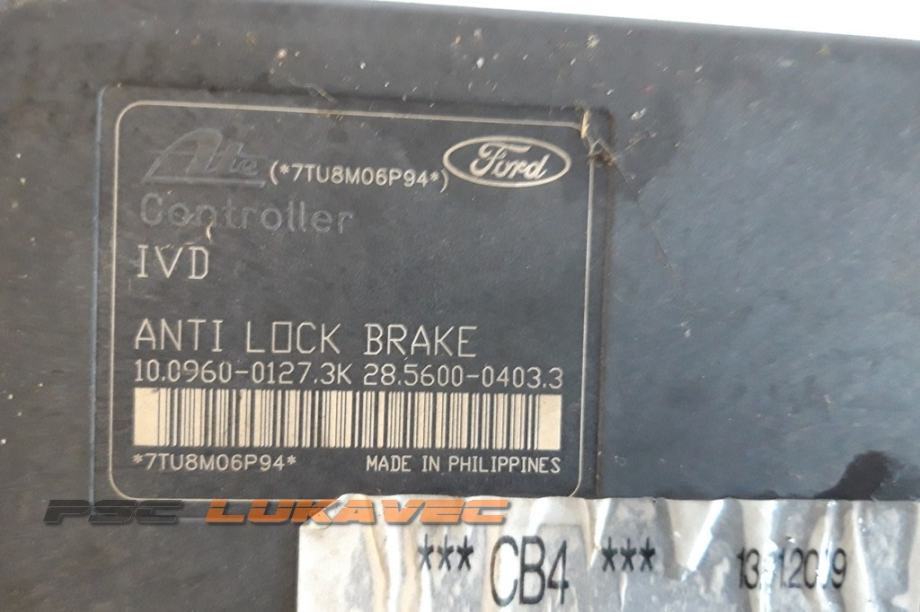 Ate (*7TU8M06P94*) Ford
Controller
IVD
ANTI LOCK BRAKE
10.0960-0127.3K 28.5600-0403.3
*7TU8M06P94* MADE IN PHILIPPINES
PSC LUKAVEC
*** CB4 ***